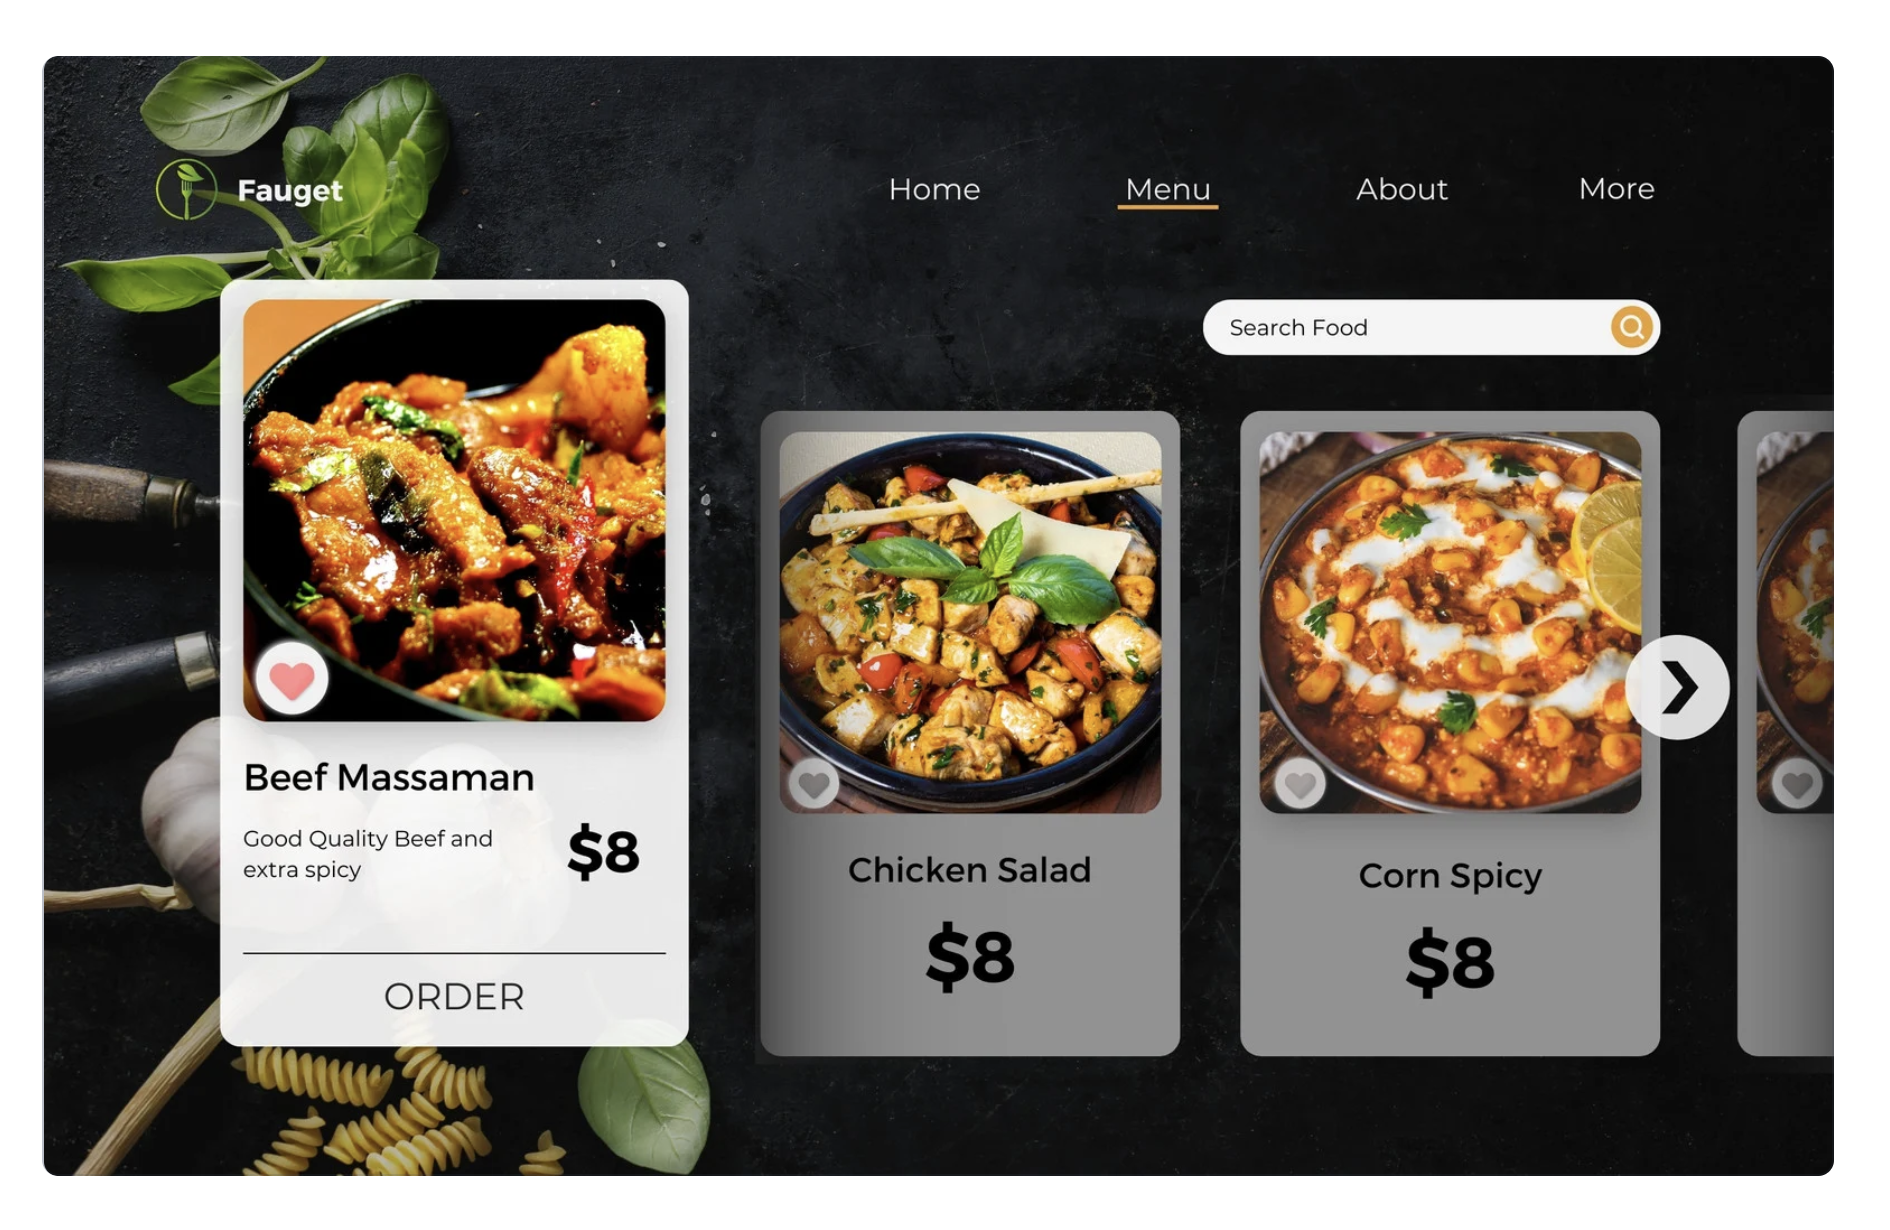 Fauget
Home
Menu
About
More
Search Food
Beef Massaman
Good Quality Beef and
extra spicy
$8
ORDER
Chicken Salad
$8
Corn Spicy
$8